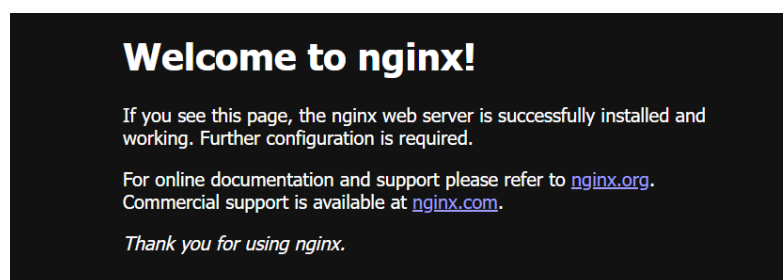 Welcome to nginx!
If you see this page, the nginx web server is successfully installed and
working. Further configuration is required.
For online documentation and support please refer to nginx.org.
Commercial support is available at nginx.com.
Thank you for using nginx.